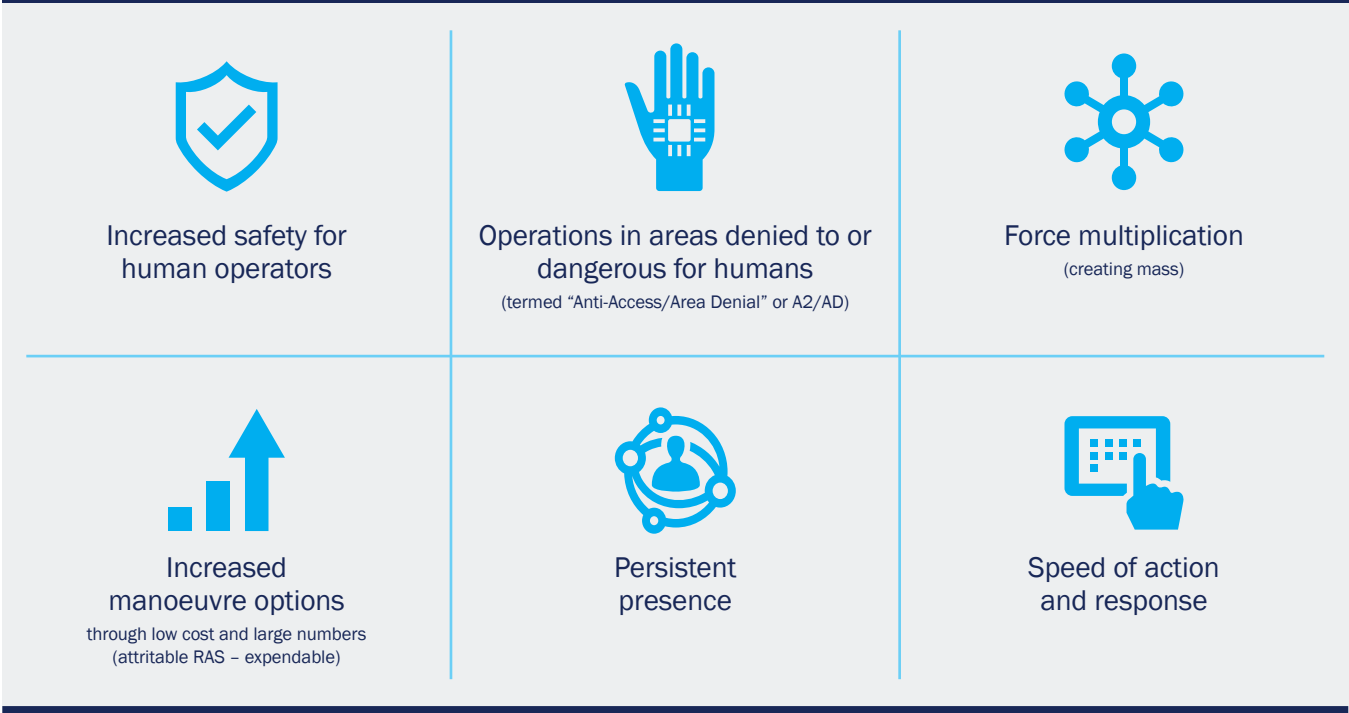 Increased safety for
human operators
Operations in areas denied to or
dangerous for humans
(termed “Anti-Access/Area Denial” or A2/AD)
Force multiplication
(creating mass)
Increased
manoeuvre options
through low cost and large numbers
(attritable RAS – expendable)
Persistent
presence
Speed of action
and response